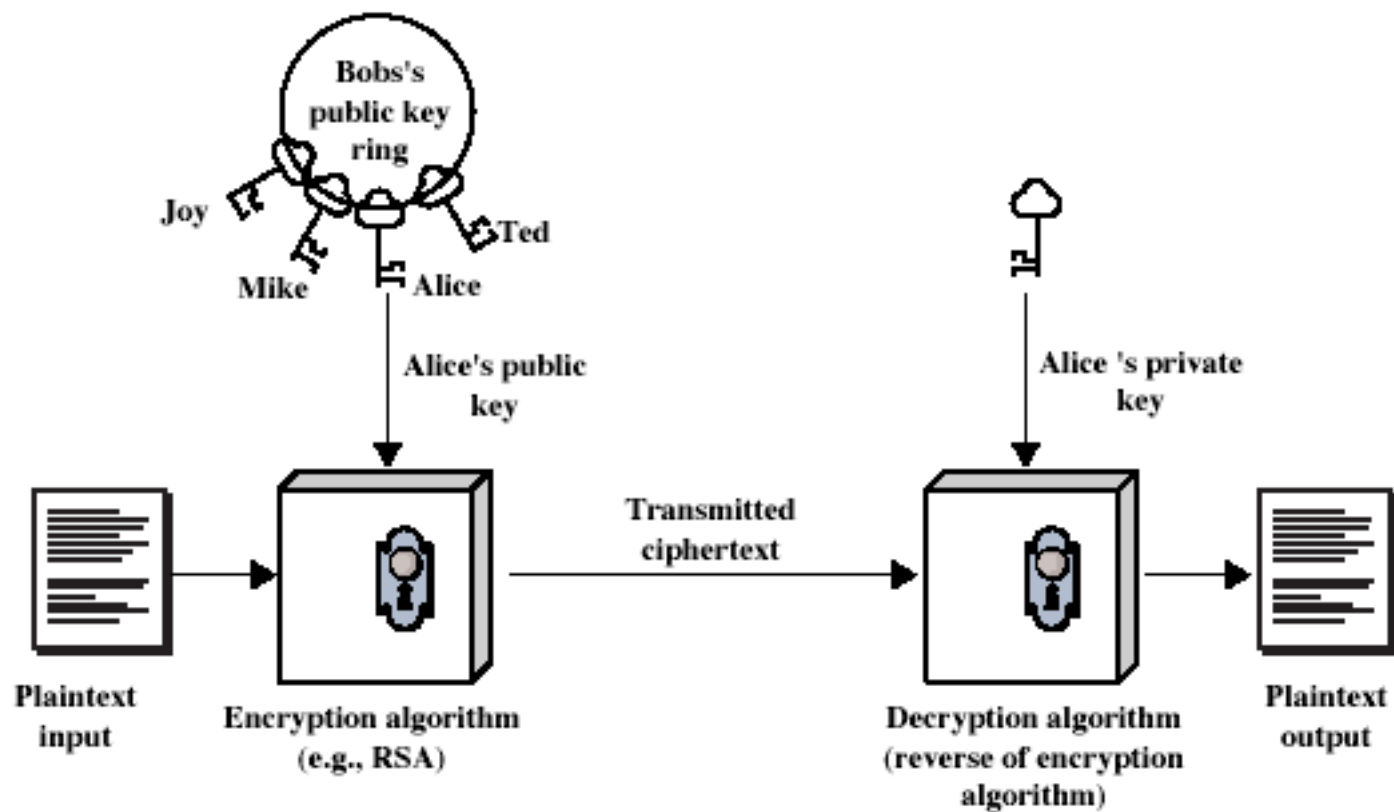 Bobs's
public key
ring
Joy
Ted
Mike
Alice
Alice's public
key
Alice 's private
key
Transmitted
ciphertext
Plaintext
input
Encryption algorithm
(e.g., RSA)
Decryption algorithm
(reverse of encryption
algorithm)
Plaintext
output